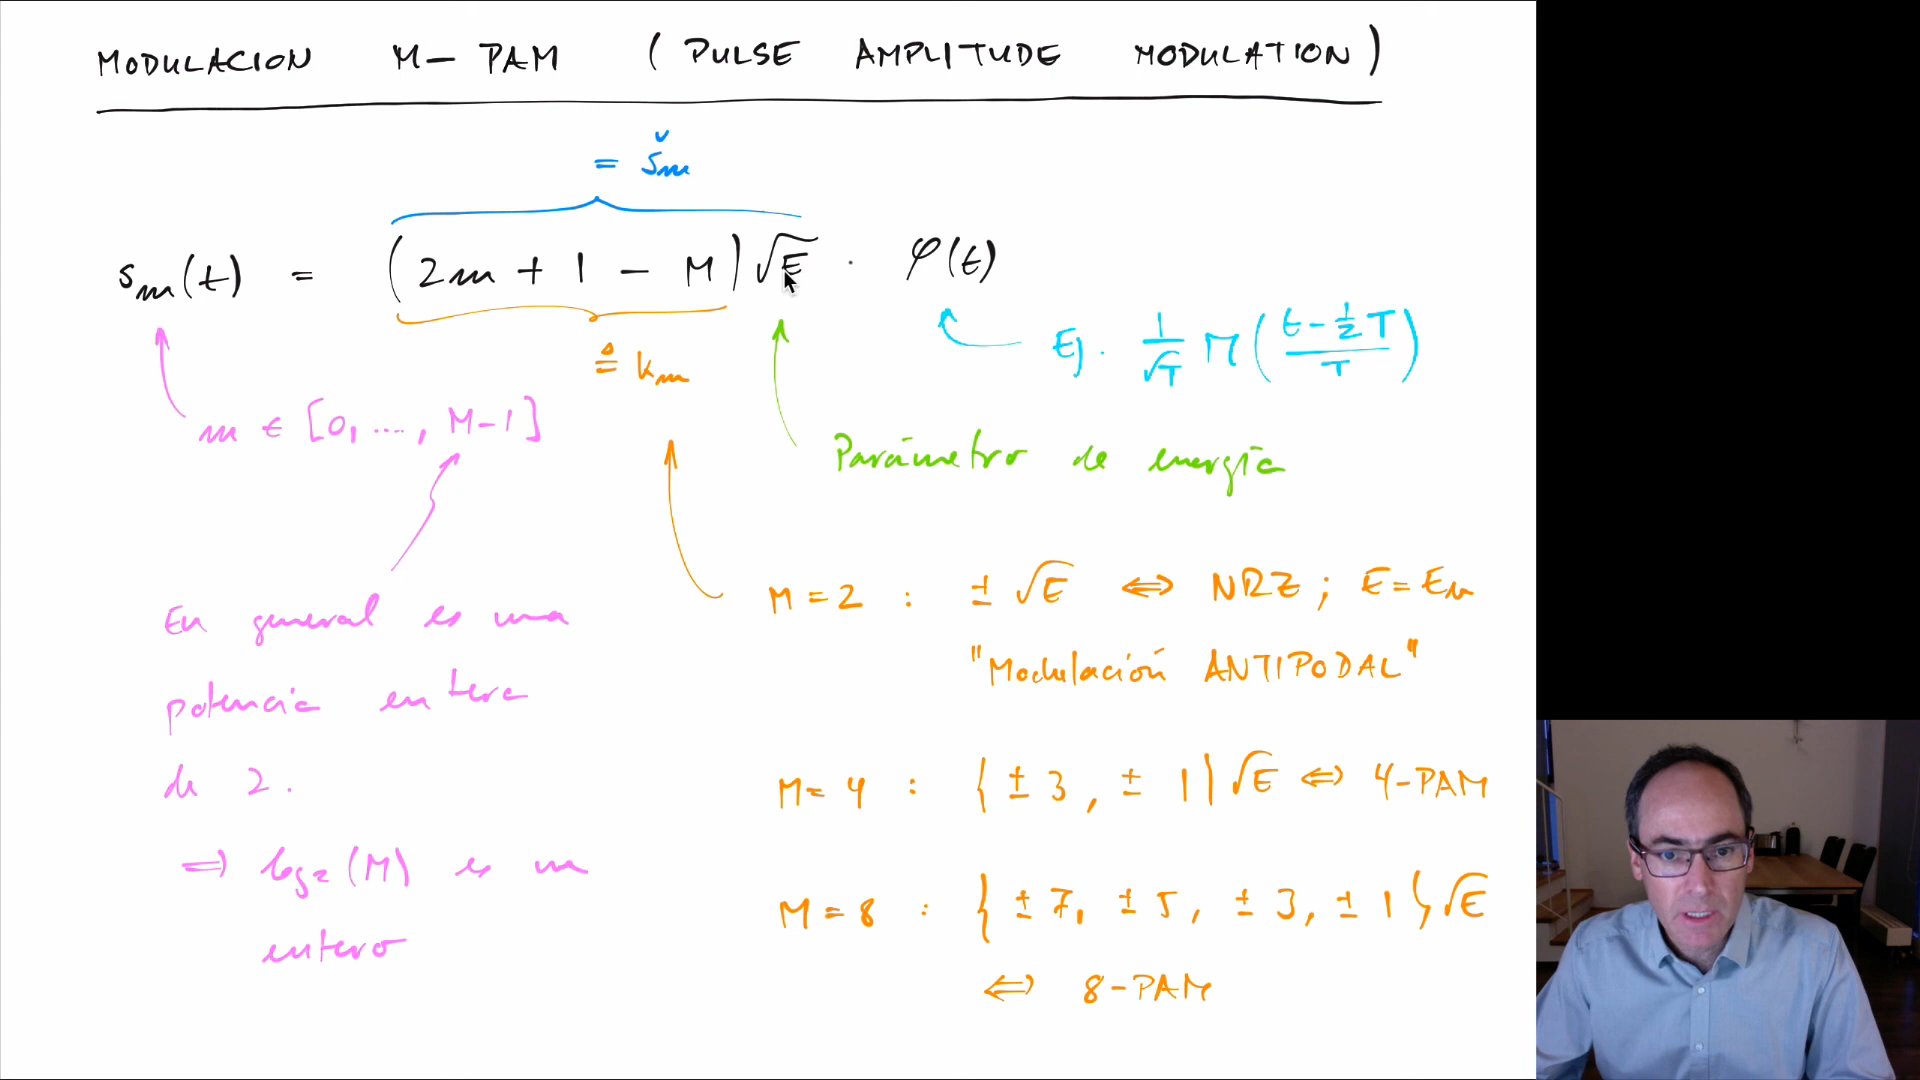 MODULACION M-PAM (PULSE AMPLITUDE MODULATION)
= š_m
s_m(t) = (2m + 1 - M)√E · φ(t)
≜ k_m
Ej. 1/√T Π((t - ½T)/T)
m ∈ [0, ...., M-1]
Parámetro de energía
En general es una
potencia entera
de 2.
⇒ log₂(M) es un
entero
M = 2 : ± √E ⇔ NRZ ; E = E_m
"Modulación ANTIPODAL"
M = 4 : { ± 3, ± 1 } √E ⇔ 4-PAM
M = 8 : { ± 7, ± 5, ± 3, ± 1 } √E
⇔ 8-PAM